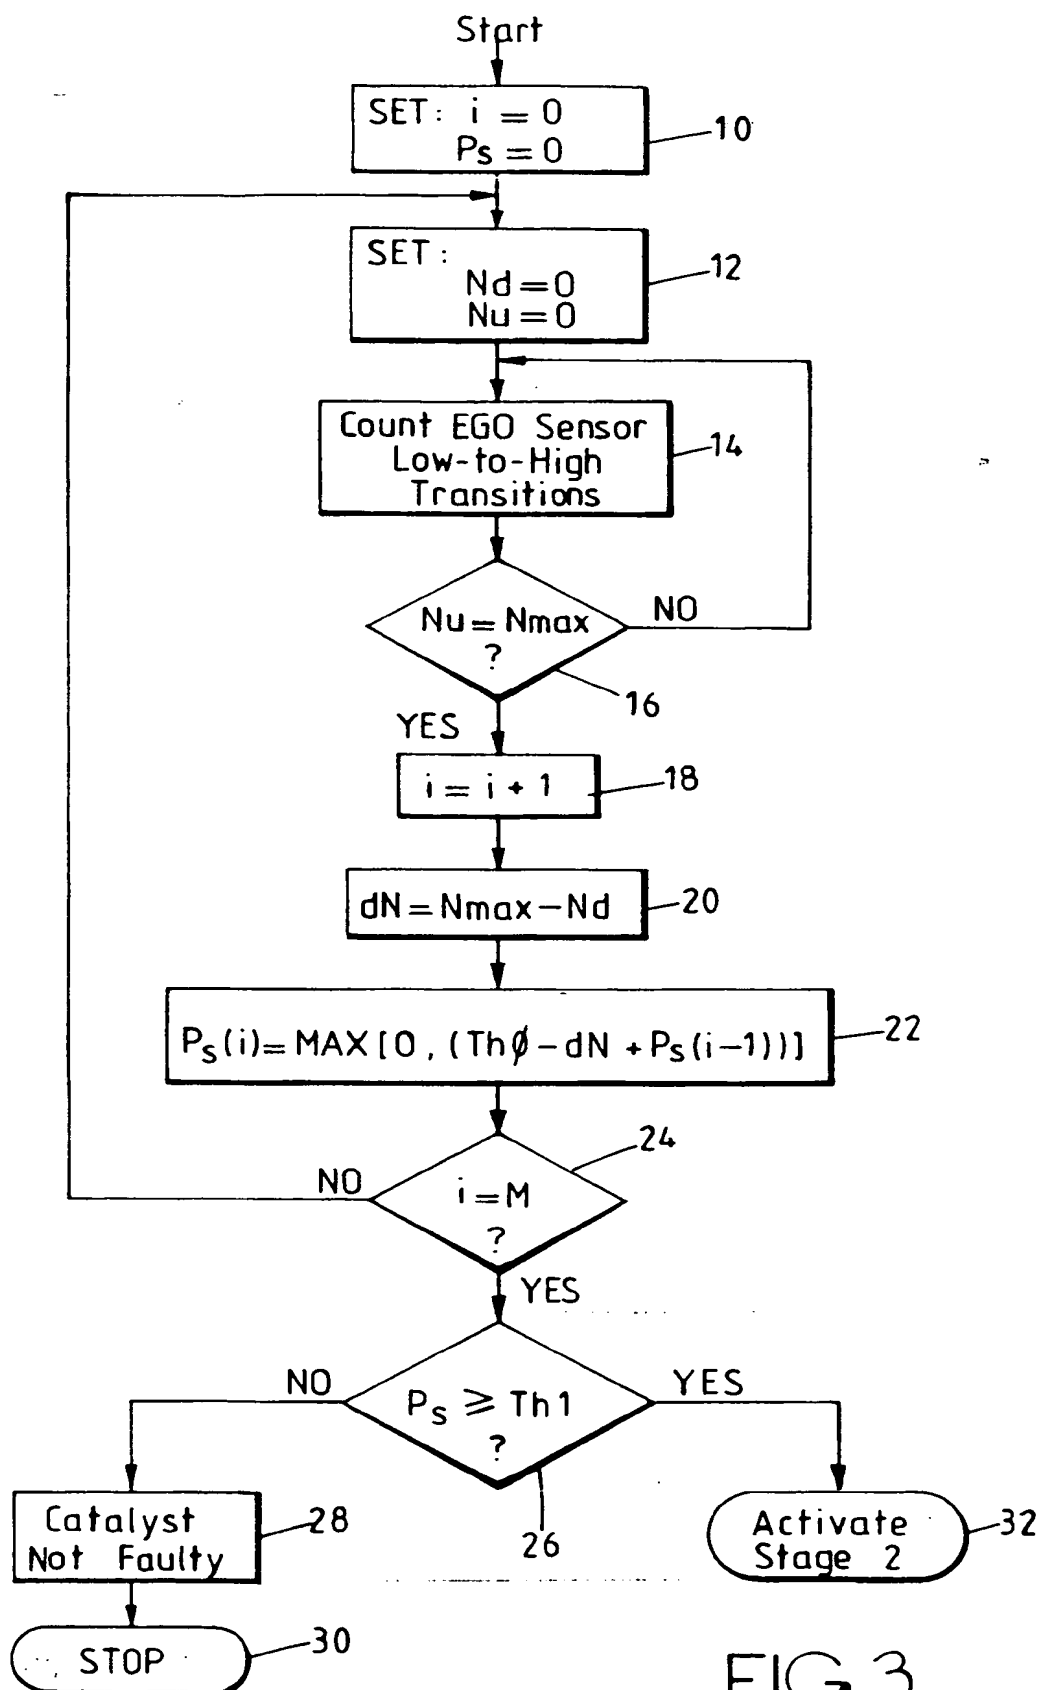 Start
SET: i = 0
Ps = 0
10
SET:
Nd = 0
Nu = 0
12
Count EGO Sensor
Low-to-High
Transitions
14
Nu = Nmax
?
NO
16
YES
i = i + 1
18
dN = Nmax - Nd
20
Ps(i) = MAX [0, (ThØ - dN + Ps(i-1))]
22
24
NO
i = M
?
YES
NO
YES
Ps ≥ Th1
?
26
Catalyst
Not Faulty
28
Activate
Stage 2
32
STOP
30
FIG 3